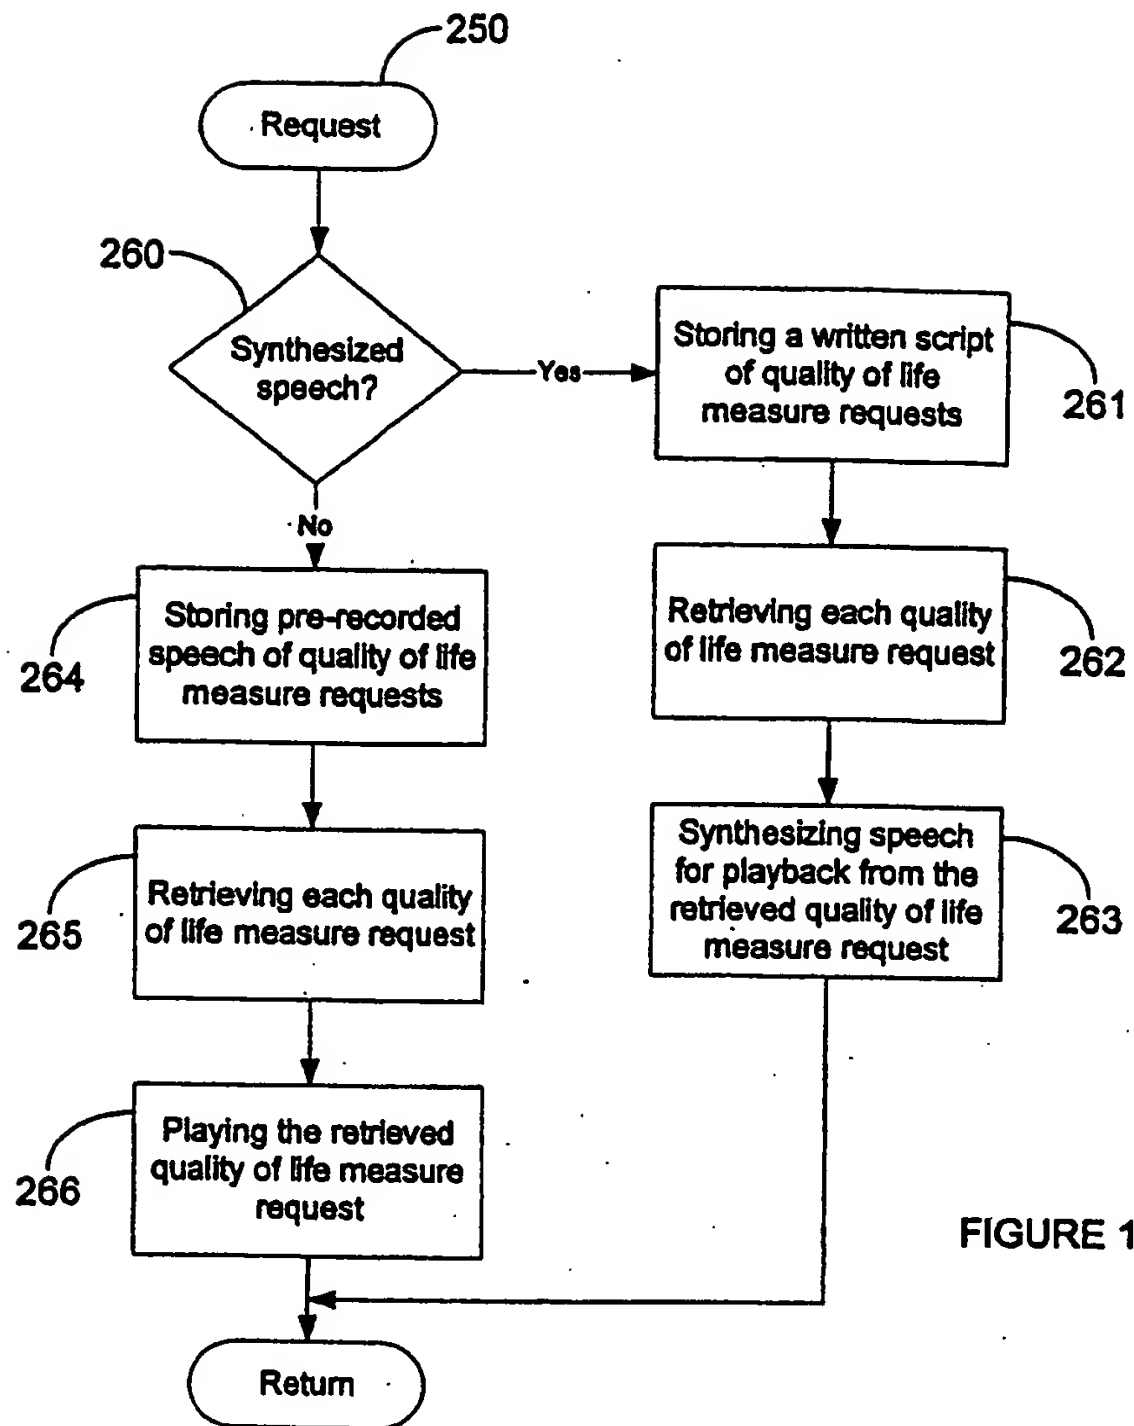 250
Request
260
Synthesized
speech?
Yes
Storing a written script
of quality of life
measure requests
261
No
264
Storing pre-recorded
speech of quality of life
measure requests
Retrieving each quality
of life measure request
262
265
Retrieving each quality
of life measure request
Synthesizing speech
for playback from the
retrieved quality of life
measure request
263
266
Playing the retrieved
quality of life measure
request
FIGURE 1
Return